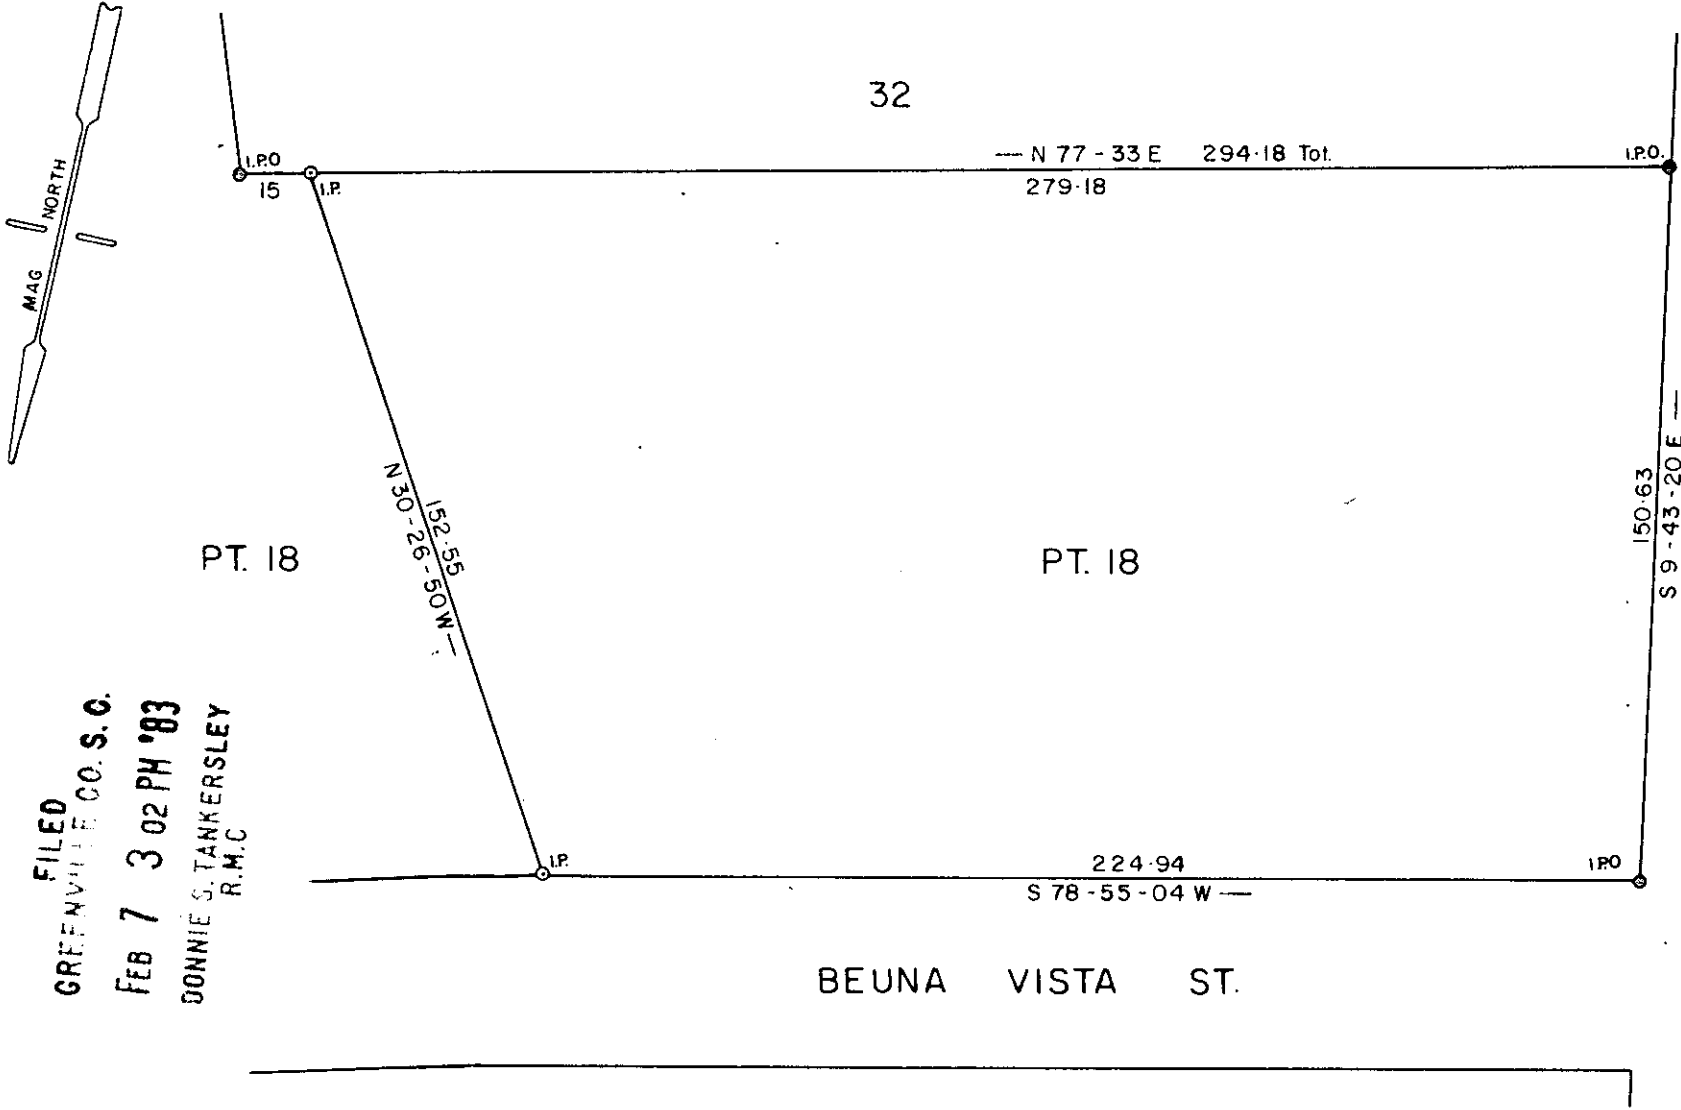 MAG NORTH
32
I.P.O
— N 77 - 33 E 294.18 Tot.
I.P.O.
15
I.P.
279.18
N 30 - 26 - 50 W —
152.55
150.63
S 9 - 43 - 20 E —
PT. 18
PT. 18
FILED
GREENVILLE CO. S. C.
FEB 7 3 02 PM '83
DONNIE S. TANKERSLEY
R.M.C
I.P.
224.94
I.P.O
S 78 - 55 - 04 W —
BEUNA VISTA ST.